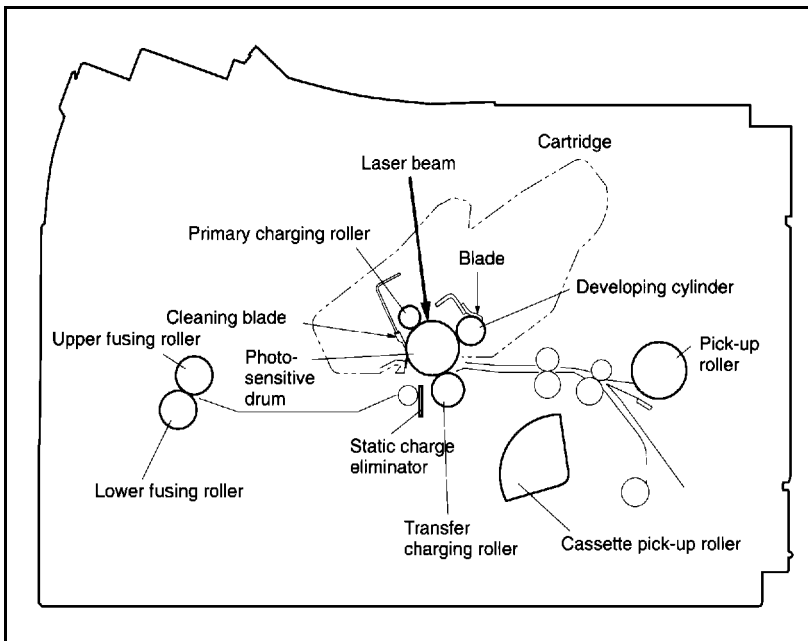 Cartridge
Laser beam
Primary charging roller
Blade
Developing cylinder
Cleaning blade
Upper fusing roller
Photo-
sensitive
drum
Pick-up
roller
Static charge
eliminator
Lower fusing roller
Transfer
charging roller
Cassette pick-up roller